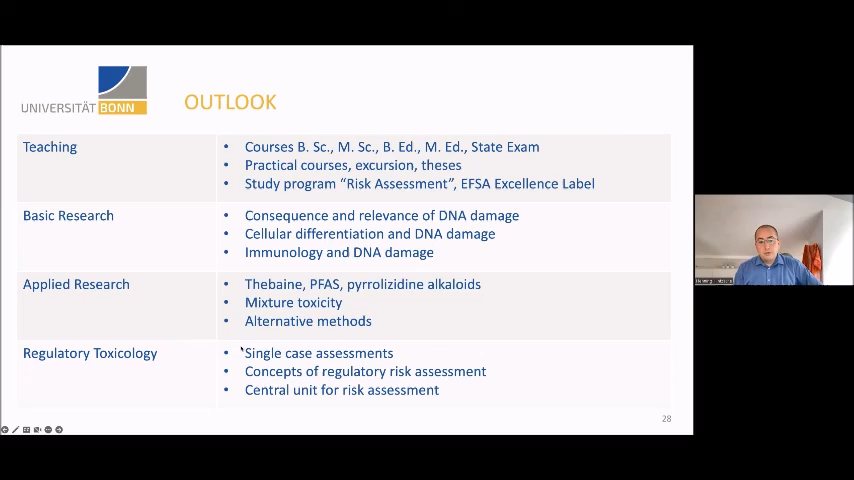 UNIVERSITÄT BONN
OUTLOOK
Teaching
• Courses B. Sc., M. Sc., B. Ed., M. Ed., State Exam
• Practical courses, excursion, theses
• Study program “Risk Assessment”, EFSA Excellence Label
Basic Research
• Consequence and relevance of DNA damage
• Cellular differentiation and DNA damage
• Immunology and DNA damage
Applied Research
• Thebaine, PFAS, pyrrolizidine alkaloids
• Mixture toxicity
• Alternative methods
Regulatory Toxicology
• Single case assessments
• Concepts of regulatory risk assessment
• Central unit for risk assessment
28